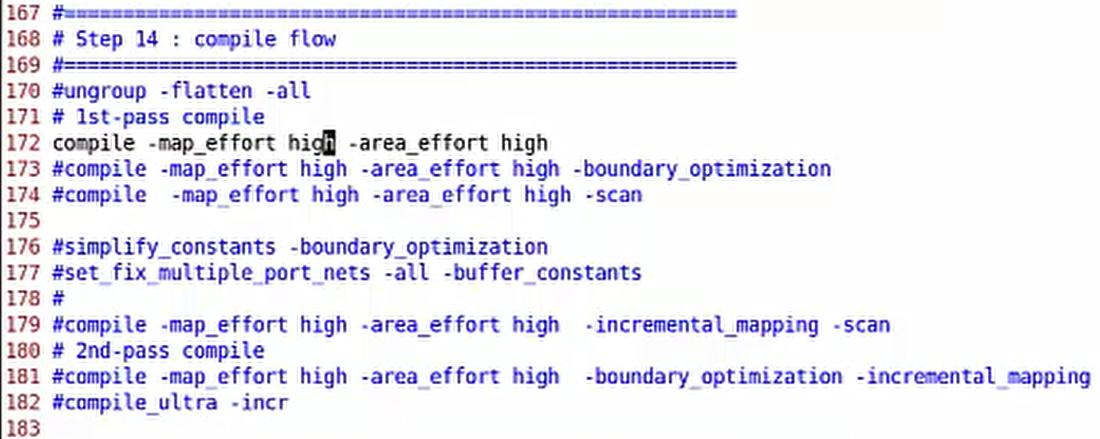 167 #=========================================================
168 # Step 14 : compile flow
169 #=========================================================
170 #ungroup -flatten -all
171 # 1st-pass compile
172 compile -map_effort high -area_effort high
173 #compile -map_effort high -area_effort high -boundary_optimization
174 #compile  -map_effort high -area_effort high -scan
175
176 #simplify_constants -boundary_optimization
177 #set_fix_multiple_port_nets -all -buffer_constants
178 #
179 #compile -map_effort high -area_effort high  -incremental_mapping -scan
180 # 2nd-pass compile
181 #compile -map_effort high -area_effort high  -boundary_optimization -incremental_mapping
182 #compile_ultra -incr
183